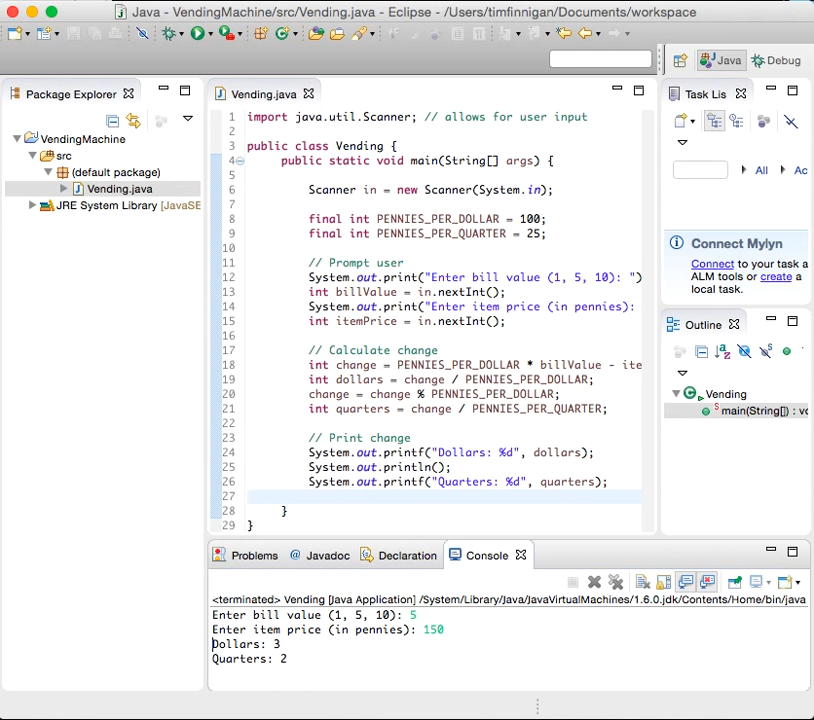 Java - VendingMachine/src/Vending.java - Eclipse - /Users/timfinnigan/Documents/workspace
Java
Debug
Package Explorer
VendingMachine
src
(default package)
Vending.java
JRE System Library [JavaSE
Vending.java
1 import java.util.Scanner; // allows for user input
2
3 public class Vending {
4 public static void main(String[] args) {
5
6 Scanner in = new Scanner(System.in);
7
8 final int PENNIES_PER_DOLLAR = 100;
9 final int PENNIES_PER_QUARTER = 25;
10
11 // Prompt user
12 System.out.print("Enter bill value (1, 5, 10): ")
13 int billValue = in.nextInt();
14 System.out.print("Enter item price (in pennies):
15 int itemPrice = in.nextInt();
16
17 // Calculate change
18 int change = PENNIES_PER_DOLLAR * billValue - ite
19 int dollars = change / PENNIES_PER_DOLLAR;
20 change = change % PENNIES_PER_DOLLAR;
21 int quarters = change / PENNIES_PER_QUARTER;
22
23 // Print change
24 System.out.printf("Dollars: %d", dollars);
25 System.out.println();
26 System.out.printf("Quarters: %d", quarters);
27
28 }
29 }
Task Lis
All
Ac
Connect Mylyn
Connect to your task a
ALM tools or create a
local task.
Outline
Vending
main(String[]) : vo
Problems
@ Javadoc
Declaration
Console
<terminated> Vending [Java Application] /System/Library/Java/JavaVirtualMachines/1.6.0.jdk/Contents/Home/bin/java
Enter bill value (1, 5, 10): 5
Enter item price (in pennies): 150
Dollars: 3
Quarters: 2